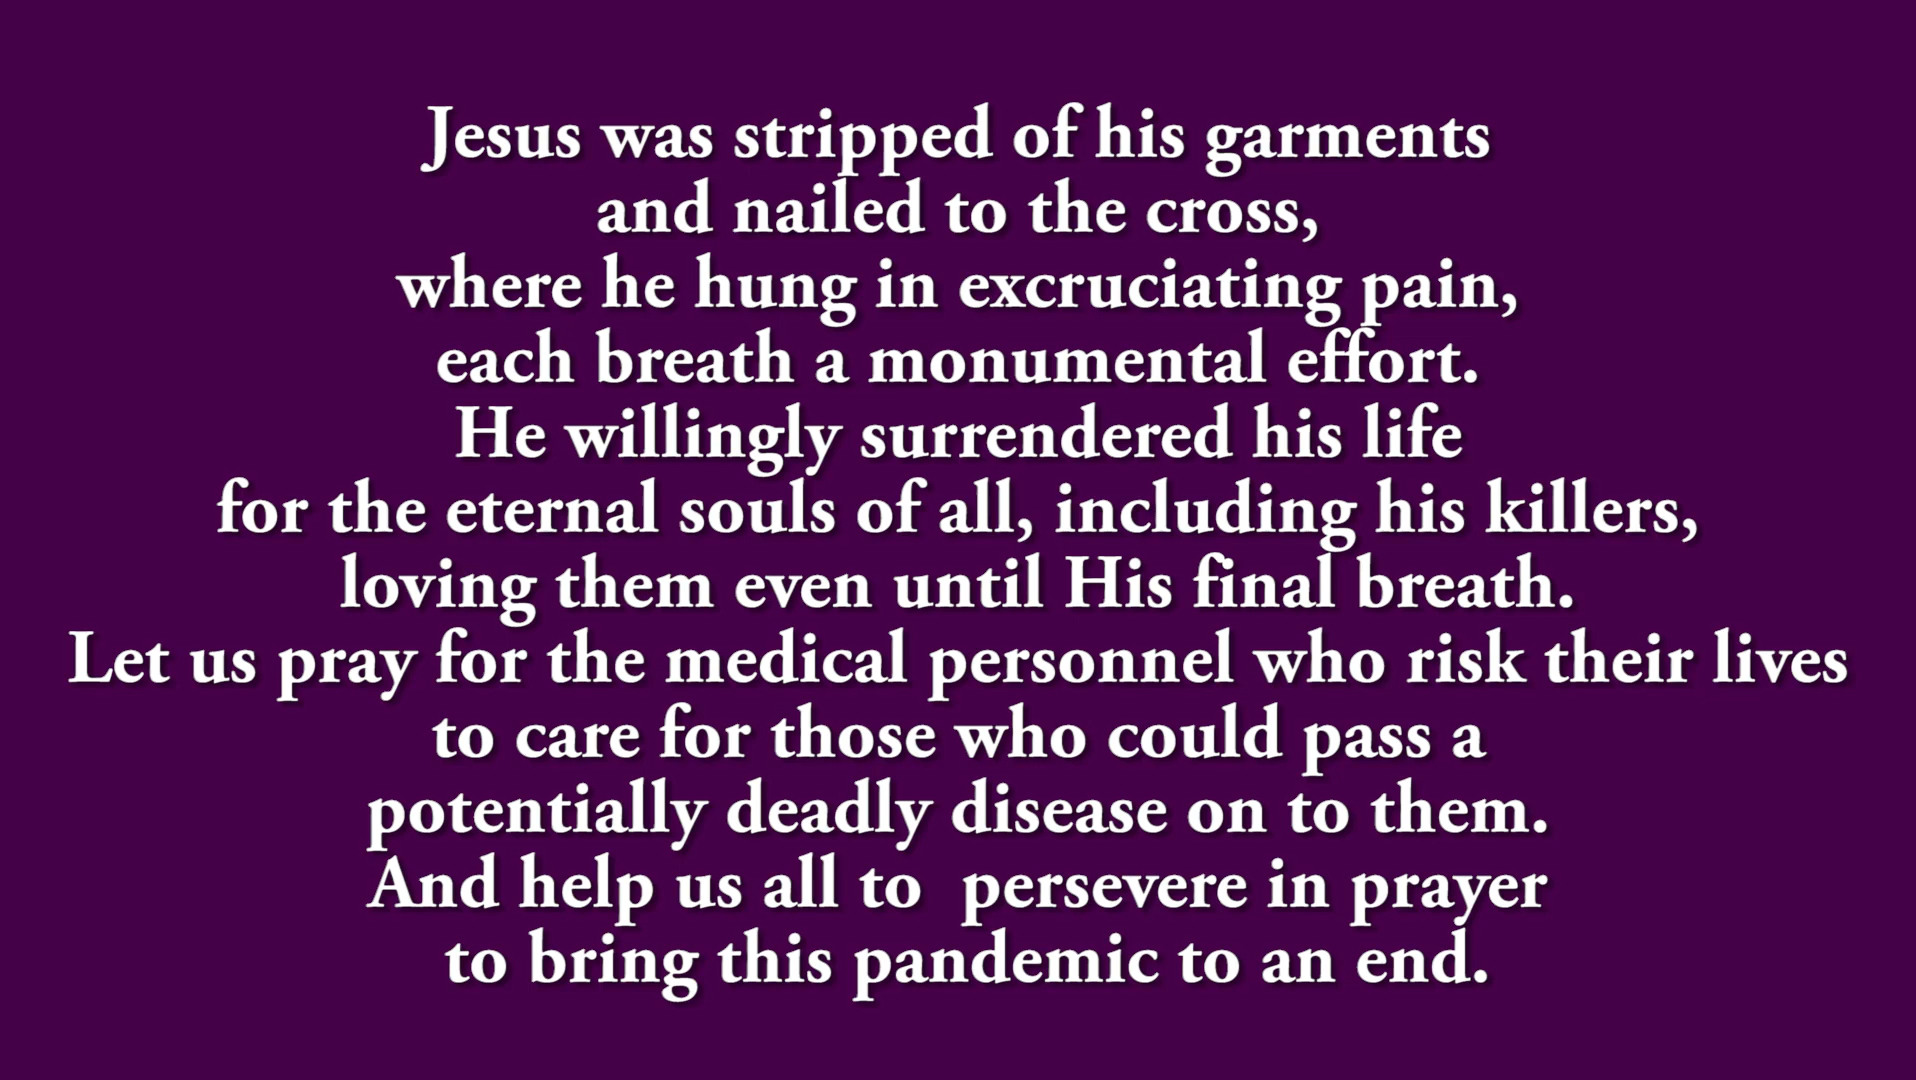 Jesus was stripped of his garments
and nailed to the cross,
where he hung in excruciating pain,
each breath a monumental effort.
He willingly surrendered his life
for the eternal souls of all, including his killers,
loving them even until His final breath.
Let us pray for the medical personnel who risk their lives
to care for those who could pass a
potentially deadly disease on to them.
And help us all to  persevere in prayer
to bring this pandemic to an end.